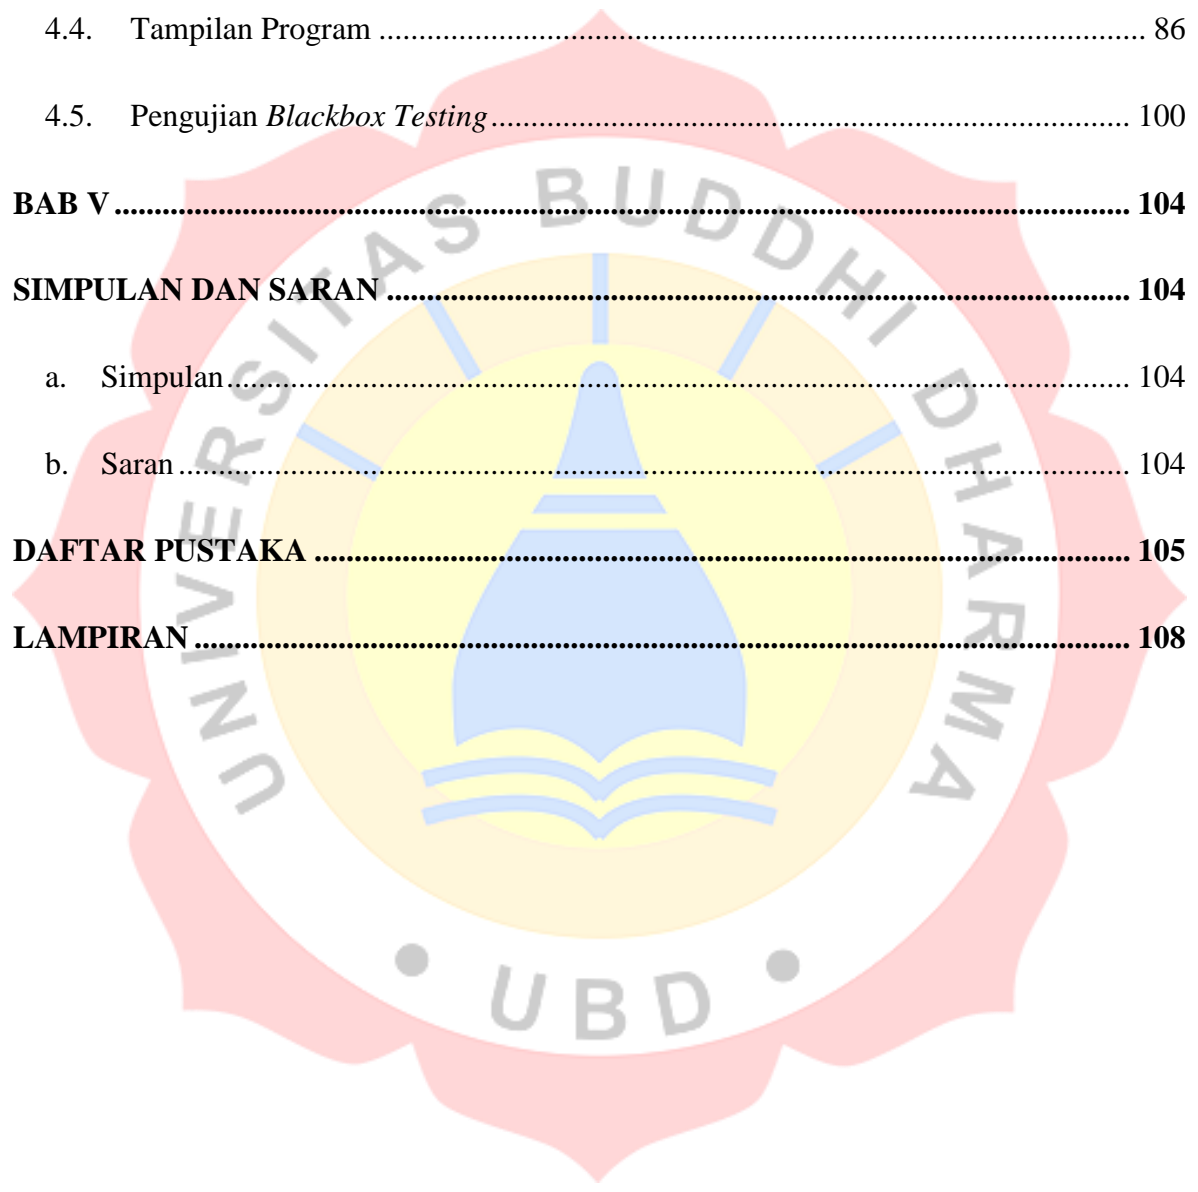 4.4. Tampilan Program ........................................................................................................................ 86
4.5. Pengujian Blackbox Testing .................................................................................................... 100
BAB V ................................................................................................................................................ 104
SIMPULAN DAN SARAN ..................................................................................................................... 104
a. Simpulan ............................................................................................................................................ 104
b. Saran .................................................................................................................................................... 104
DAFTAR PUSTAKA ................................................................................................................................ 105
LAMPIRAN ................................................................................................................................................ 108
UNIVERSITAS BUDDHI DHARMA
• UBD •